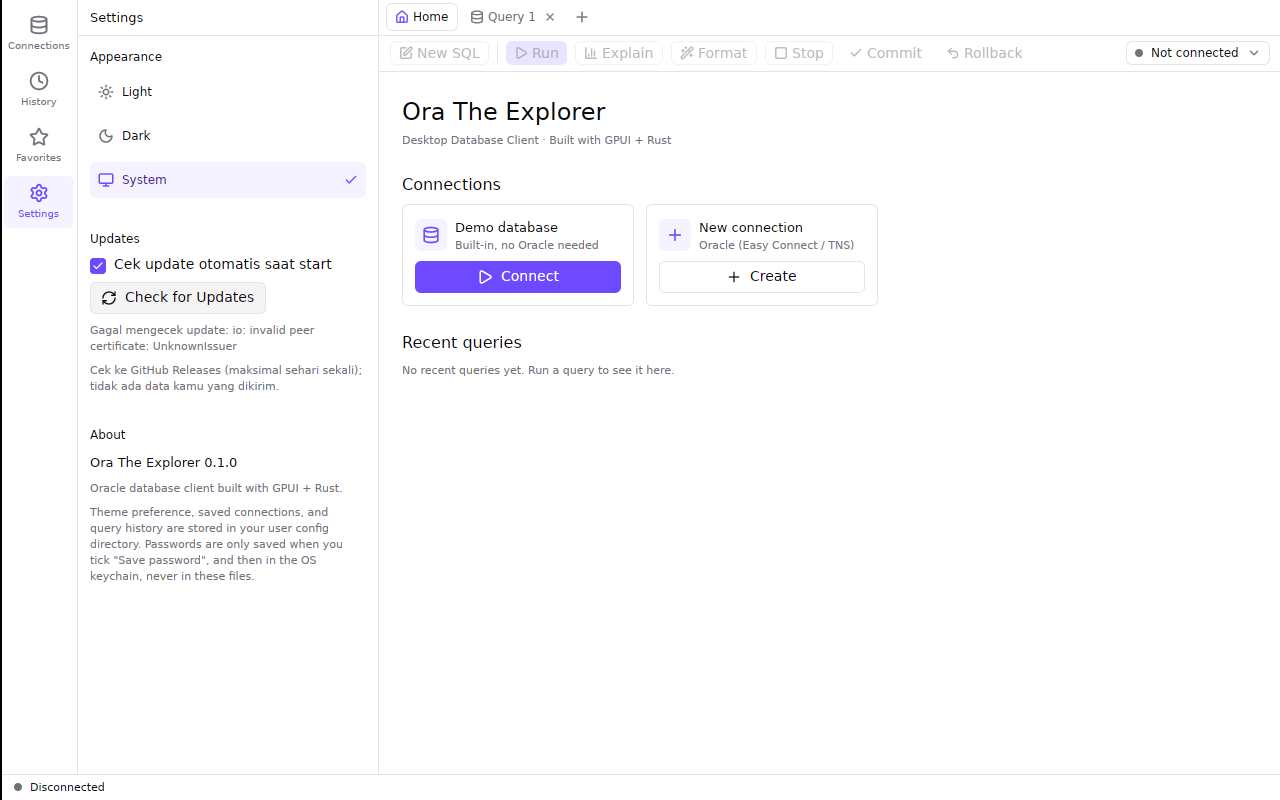 Connections
History
Favorites
Settings
Settings
Appearance
Light
Dark
System
Updates
Cek update otomatis saat start
Check for Updates
Gagal mengecek update: io: invalid peer
certificate: UnknownIssuer
Cek ke GitHub Releases (maksimal sehari sekali);
tidak ada data kamu yang dikirim.
About
Ora The Explorer 0.1.0
Oracle database client built with GPUI + Rust.
Theme preference, saved connections, and
query history are stored in your user config
directory. Passwords are only saved when you
tick "Save password", and then in the OS
keychain, never in these files.
Home
Query 1
New SQL
Run
Explain
Format
Stop
Commit
Rollback
Not connected
Ora The Explorer
Desktop Database Client · Built with GPUI + Rust
Connections
Demo database
Built-in, no Oracle needed
Connect
New connection
Oracle (Easy Connect / TNS)
Create
Recent queries
No recent queries yet. Run a query to see it here.
Disconnected